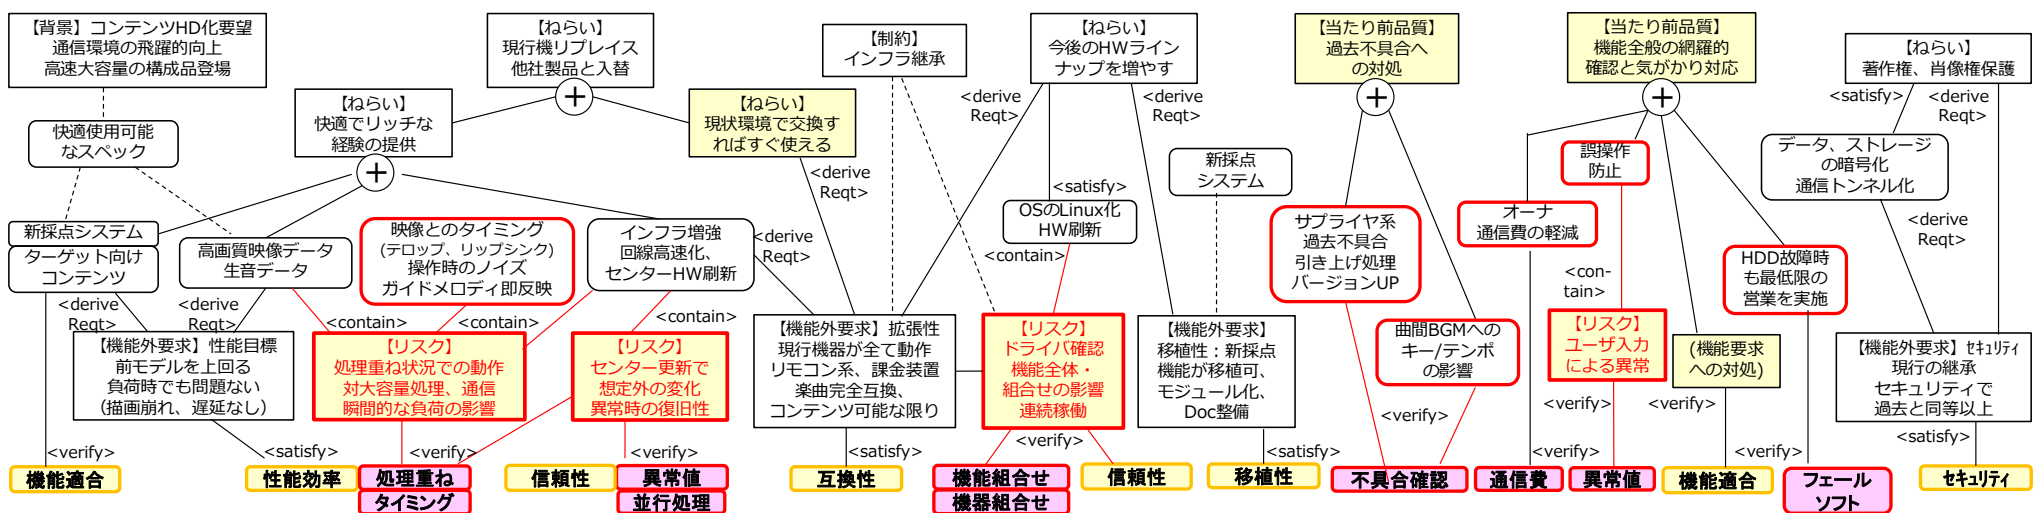 【背景】コンテンツHD化要望
通信環境の飛躍的向上
高速大容量の構成品登場
【ねらい】
現行機リプレイス
他社製品と入替
【制約】
インフラ継承
【ねらい】
今後のHWライン
ナップを増やす
【当たり前品質】
過去不具合へ
の対処
【当たり前品質】
機能全般の網羅的
確認と気がかり対応
【ねらい】
著作権、肖像権保護
快適使用可能
なスペック
【ねらい】
快適でリッチな
経験の提供
+
【ねらい】
現状環境で交換す
ればすぐ使える
<derive
Reqt>
<derive
Reqt>
<derive
Reqt>
+
+
<satisfy>
<derive
Reqt>
+
新採点
システム
<satisfy>
誤操作
防止
データ、ストレージ
の暗号化
通信トンネル化
新採点システム
ターゲット向け
コンテンツ
高画質映像データ
生音データ
映像とのタイミング
(テロップ、リップシンク)
操作時のノイズ
ガイドメロディ即反映
インフラ増強
回線高速化、
センターHW刷新
<derive
Reqt>
OSのLinux化
HW刷新
<contain>
サプライヤ系
過去不具合
引き上げ処理
バージョンUP
オーナ
通信費の軽減
<con-
tain>
HDD故障時
も最低限の
営業を実施
<derive
Reqt>
<derive
Reqt>
<derive
Reqt>
<contain>
<contain>
<contain>
【機能外要求】性能目標
前モデルを上回る
負荷時でも問題ない
（描画崩れ、遅延なし）
【リスク】
処理重ね状況での動作
対大容量処理、通信
瞬間的な負荷の影響
【リスク】
センター更新で
想定外の変化
異常時の復旧性
【機能外要求】拡張性
現行機器が全て動作
リモコン系、課金装置
楽曲完全互換、
コンテンツ可能な限り
【リスク】
ドライバ確認
機能全体・
組合せの影響
連続稼働
【機能外要求】
移植性：新採点
機能が移植可、
モジュール化、
Doc整備
曲間BGMへの
キー/テンポ
の影響
【リスク】
ユーザ入力
による異常
(機能要求
への対処)
【機能外要求】ｾｷｭﾘﾃｨ
現行の継承
セキュリティで
過去と同等以上
<verify>
<satisfy>
<verify>
<verify>
<satisfy>
<verify>
<satisfy>
<verify>
<verify>
<verify>
<verify>
<satisfy>
機能適合
性能効率
処理重ね
タイミング
信頼性
異常値
並行処理
互換性
機能組合せ
機器組合せ
信頼性
移植性
不具合確認
通信費
異常値
機能適合
フェール
ソフト
ｾｷｭﾘﾃｨ